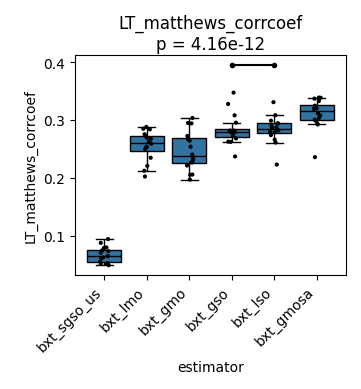 LT_matthews_corrcoef
p = 4.16e-12
LT_matthews_corrcoef
0.4
0.3
0.2
0.1
bxt_sgso_us
bxt_lmo
bxt_gmo
bxt_gso
bxt_lso
bxt_gmosa
estimator